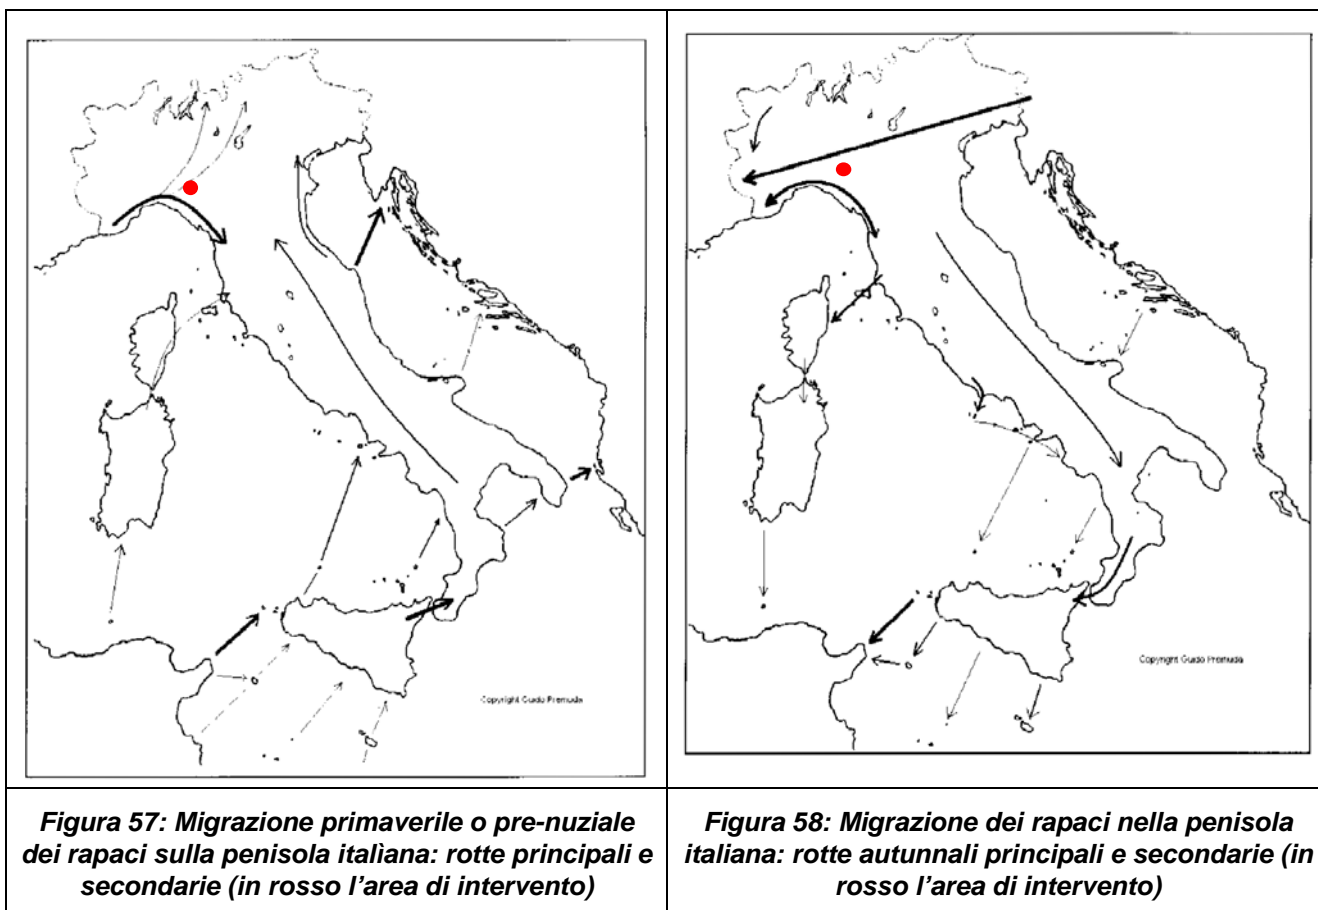 Copyright Guido Premuda
Copyright Guido Premuda
Figura 57: Migrazione primaverile o pre-nuziale
dei rapaci sulla penisola italìana: rotte principali e
secondarie (in rosso l’area di intervento)
Figura 58: Migrazione dei rapaci nella penisola
italiana: rotte autunnali principali e secondarie (in
rosso l’area di intervento)